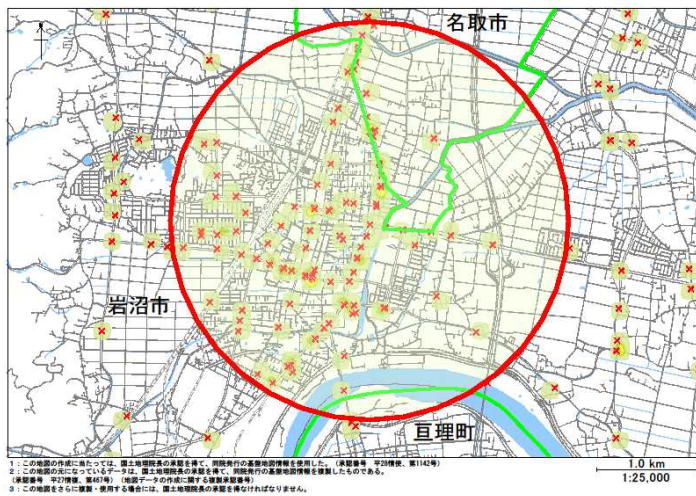 名取市
岩沼市
亘理町
1.0 km
1:25,000
1：この地図の作成に当たっては、国土地理院長の承認を得て、同院発行の基盤地図情報を使用した。（承認番号　平28情使、第1142号）
2：この地図の元になっているデータは、国土地理院長の承認を得て、同院発行の基盤地図情報を複製したものである。
（承認番号　平27情複、第467号）（地図データの作成に関する複製承認番号）
3：この地図をさらに複製・使用する場合には、国土地理院長の承認を得なければなりません。